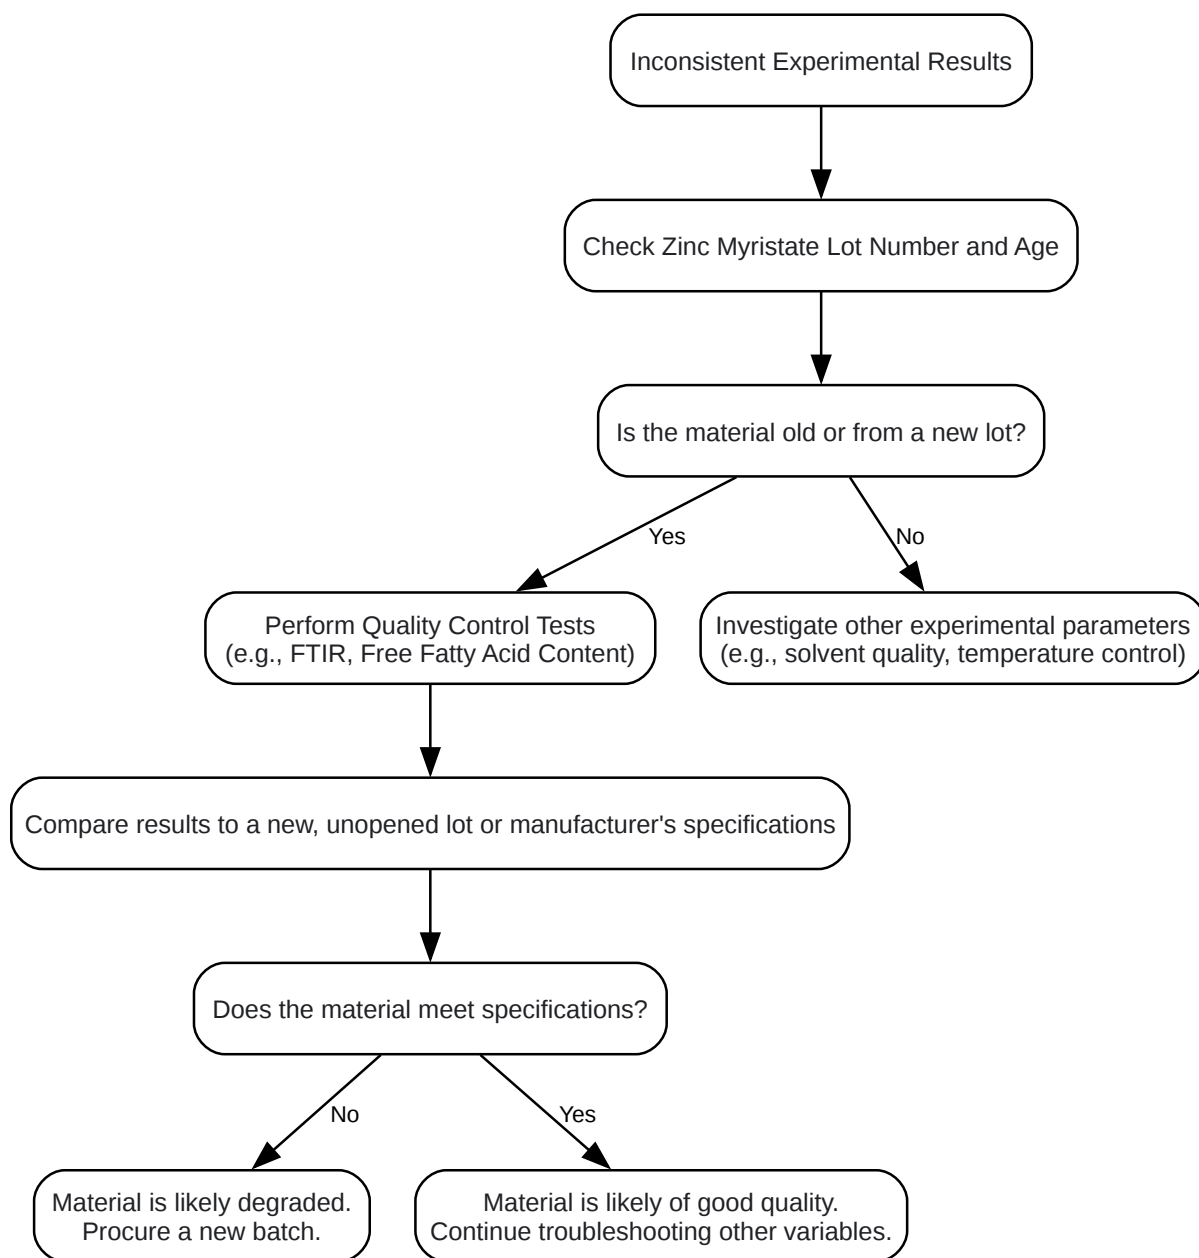 Inconsistent Experimental Results
Check Zinc Myristate Lot Number and Age
Is the material old or from a new lot?
Yes
No
Perform Quality Control Tests
(e.g., FTIR, Free Fatty Acid Content)
Investigate other experimental parameters
(e.g., solvent quality, temperature control)
Compare results to a new, unopened lot or manufacturer's specifications
Does the material meet specifications?
No
Yes
Material is likely degraded.
Procure a new batch.
Material is likely of good quality.
Continue troubleshooting other variables.